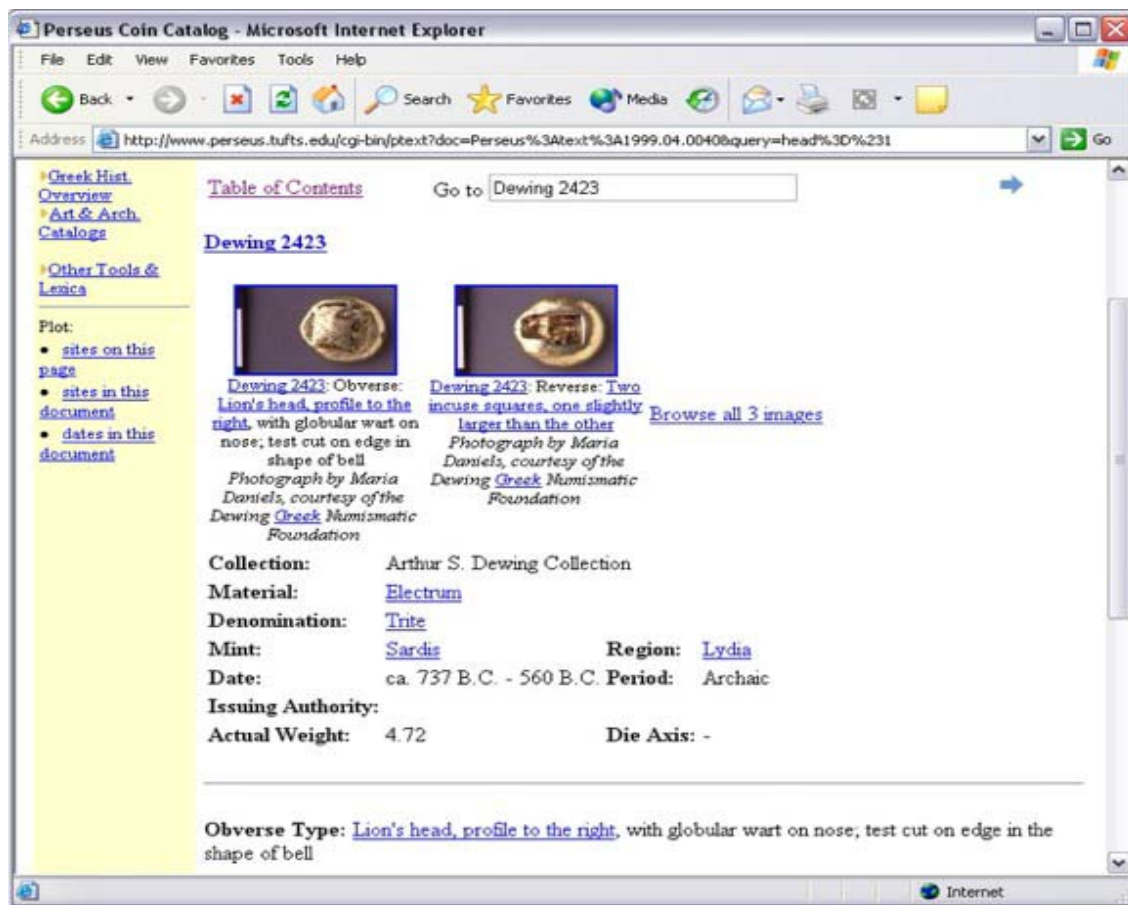 Perseus Coin Catalog - Microsoft Internet Explorer
File Edit View Favorites Tools Help
Back Search Favorites Media
Address http://www.perseus.tufts.edu/cgi-bin/ptext?doc=Perseus%3Atext%3A1999.04.0040&query=head%3D%231 Go
Greek Hist.
Overview
Art & Arch.
Catalogs
Other Tools &
Lexica
Plot:
• sites on this
page
• sites in this
document
• dates in this
document
Table of Contents Go to Dewing 2423
Dewing 2423
Dewing 2423: Obverse:
Lion's head, profile to the
right, with globular wart on
nose; test cut on edge in
shape of bell
Photograph by Maria
Daniels, courtesy of the
Dewing Greek Numismatic
Foundation
Dewing 2423: Reverse: Two
incuse squares, one slightly
larger than the other
Photograph by Maria
Daniels, courtesy of the
Dewing Greek Numismatic
Foundation
Browse all 3 images
Collection: Arthur S. Dewing Collection
Material: Electrum
Denomination: Trite
Mint: Sardis Region: Lydia
Date: ca. 737 B.C. - 560 B.C. Period: Archaic
Issuing Authority:
Actual Weight: 4.72 Die Axis: -
Obverse Type: Lion's head, profile to the right, with globular wart on nose; test cut on edge in the
shape of bell
Internet